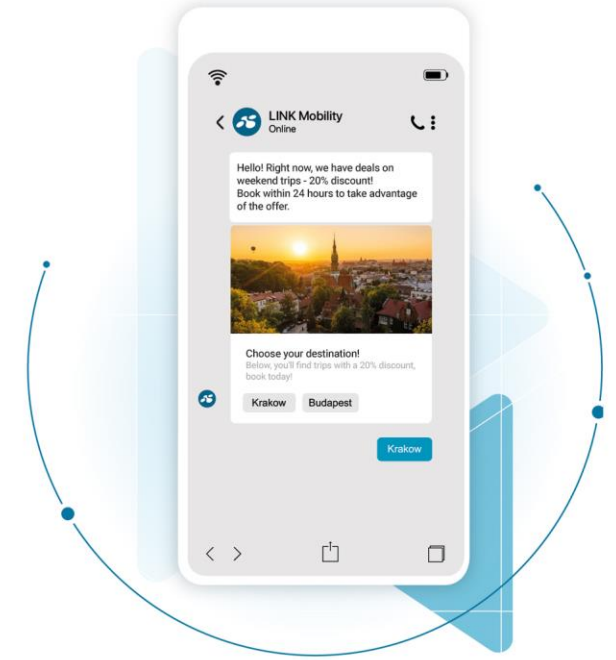 LINK Mobility
Online
Hello! Right now, we have deals on
weekend trips - 20% discount!
Book within 24 hours to take advantage
of the offer.
Choose your destination!
Below, you'll find trips with a 20% discount,
book today!
Krakow Budapest
Krakow